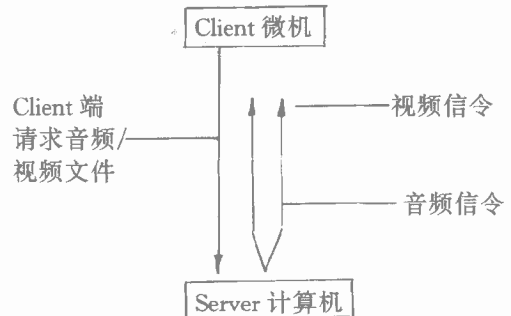 Client 微机
Client 端
请求音频/
视频文件
视频信令
音频信令
Server 计算机